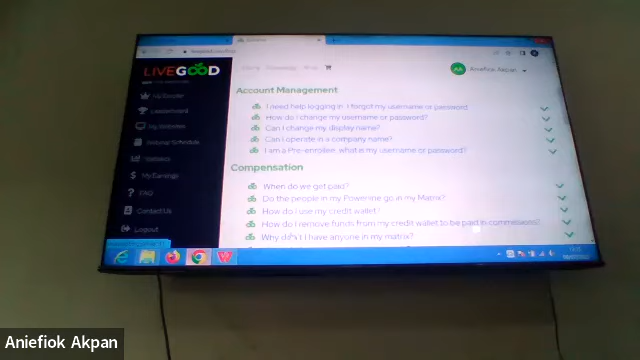 LIVEGOOD
Aniefiok Akpan
Account Management
Leaderboard
I need help logging in. I forgot my username or password
My Websites
How do I change my username or password?
Can I change my display name?
Can I operate in a company name?
Statistics
I am a Pre-enrollee, what is my username or password?
Compensation
My Earnings
When do we get paid?
FAQ
Do the people in my Powerline go in my Matrix?
Contact Us
How do I use my credit wallet?
How do I remove funds from my credit wallet to be paid in commissions?
Logout
Why don't I have anyone in my matrix?
Aniefiok Akpan